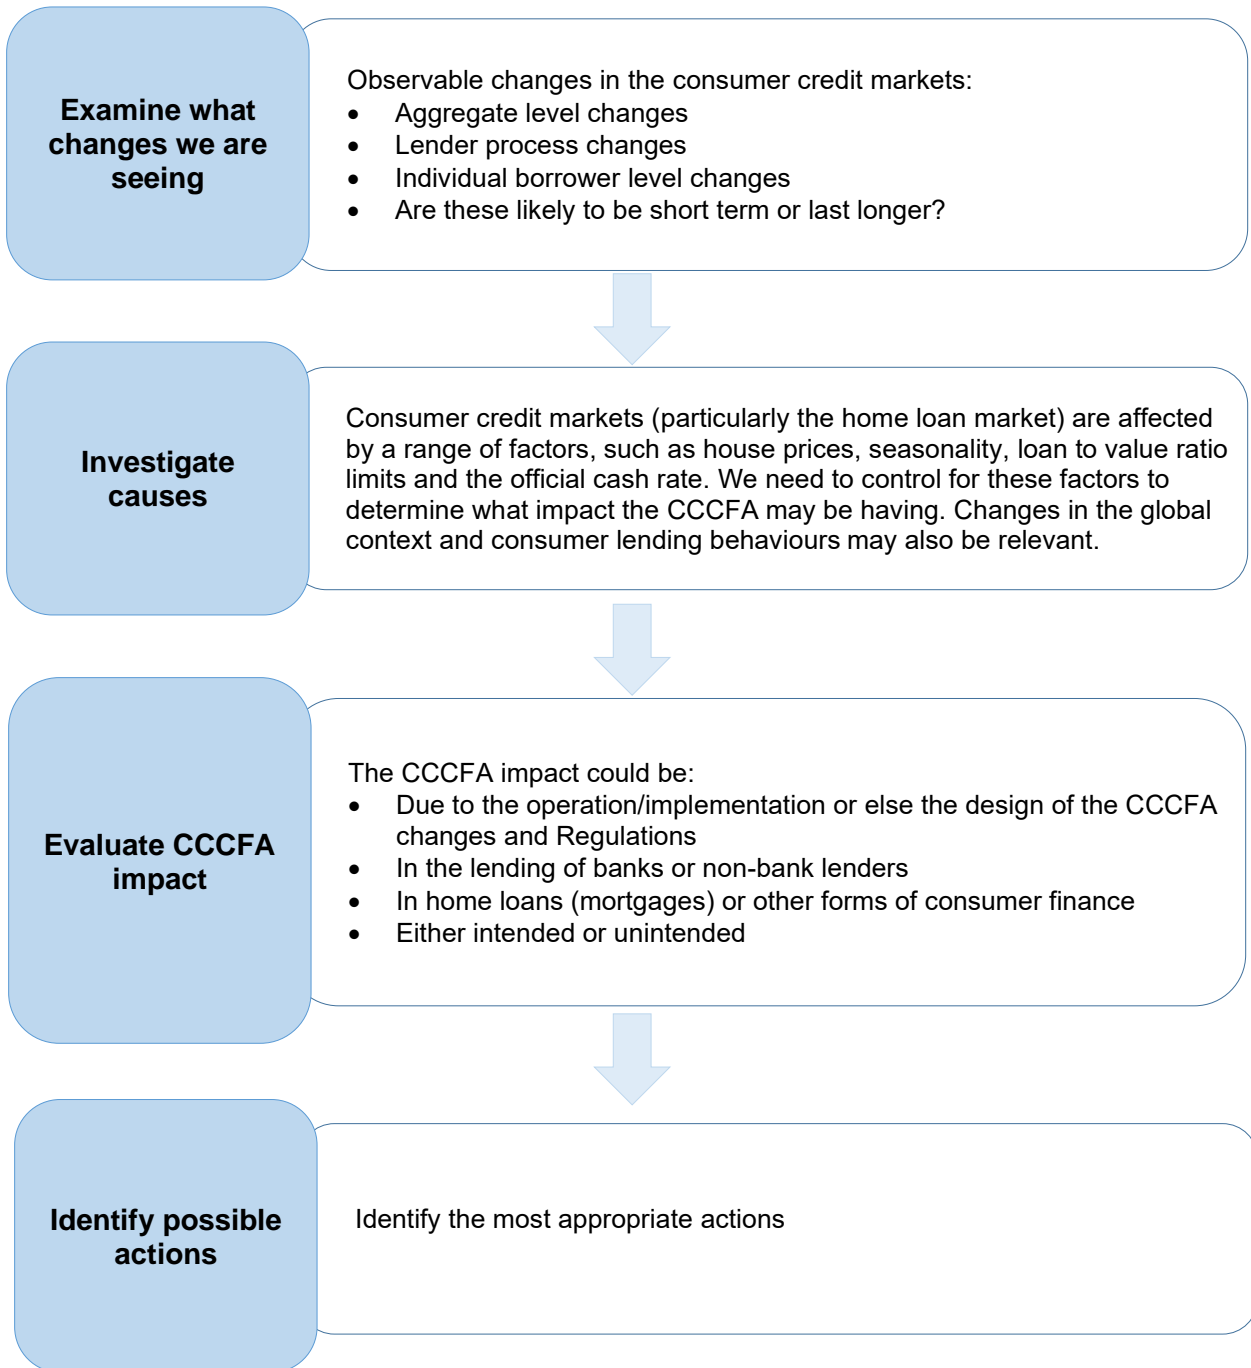 Examine what
changes we are
seeing
Observable changes in the consumer credit markets:
• Aggregate level changes
• Lender process changes
• Individual borrower level changes
• Are these likely to be short term or last longer?
Investigate
causes
Consumer credit markets (particularly the home loan market) are affected
by a range of factors, such as house prices, seasonality, loan to value ratio
limits and the official cash rate. We need to control for these factors to
determine what impact the CCCFA may be having. Changes in the global
context and consumer lending behaviours may also be relevant.
Evaluate CCCFA
impact
The CCCFA impact could be:
• Due to the operation/implementation or else the design of the CCCFA
changes and Regulations
• In the lending of banks or non-bank lenders
• In home loans (mortgages) or other forms of consumer finance
• Either intended or unintended
Identify possible
actions
Identify the most appropriate actions